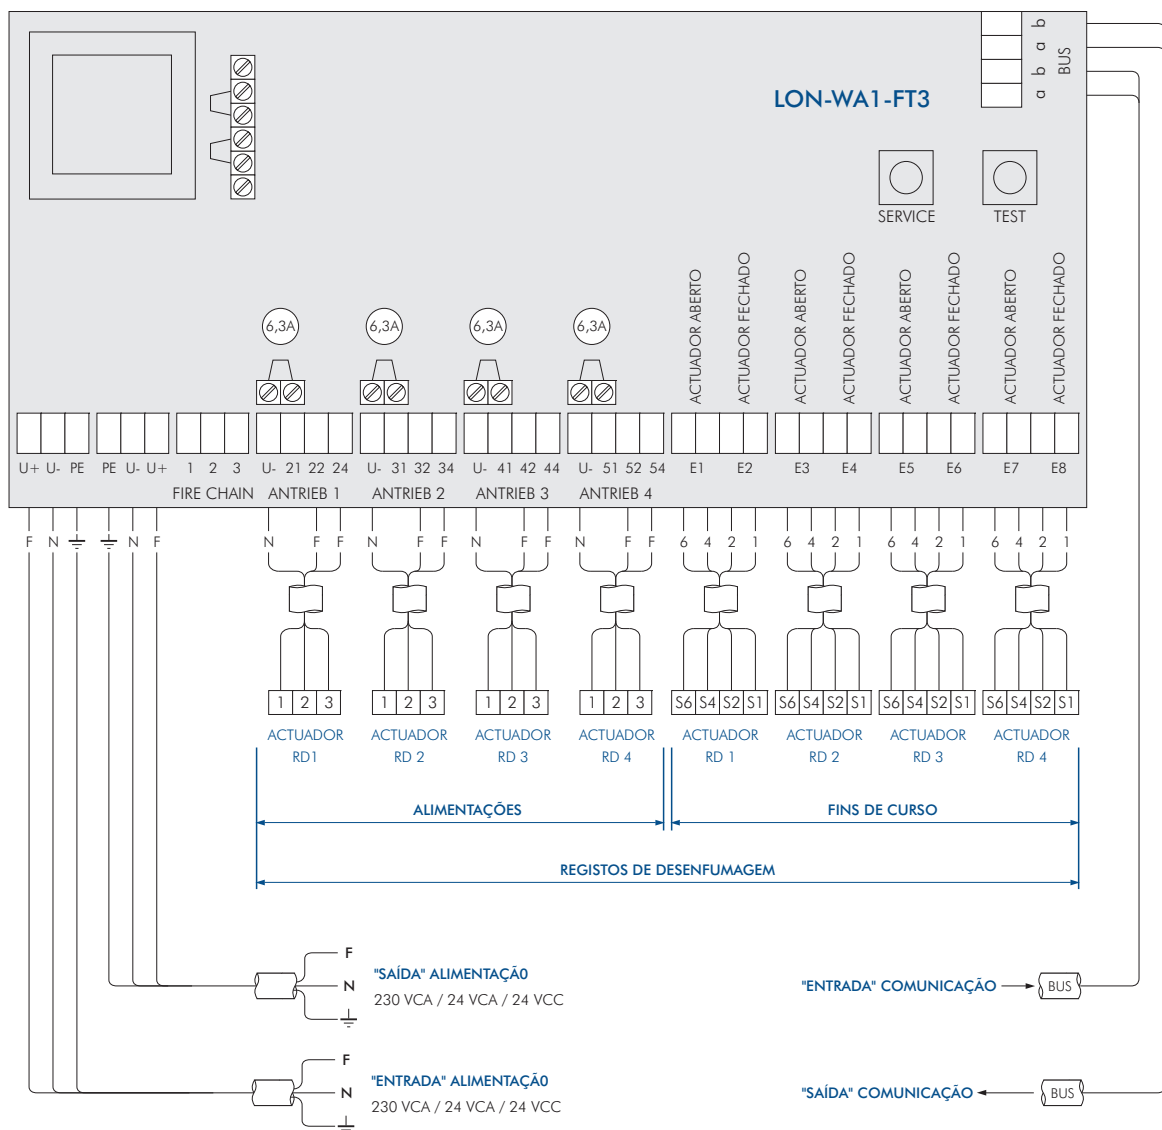 b
a
b
a
BUS
LON-WA1-FT3
SERVICE
TEST
ACTUADOR ABERTO
ACTUADOR FECHADO
ACTUADOR ABERTO
ACTUADOR FECHADO
ACTUADOR ABERTO
ACTUADOR FECHADO
ACTUADOR ABERTO
ACTUADOR FECHADO
6,3A 6,3A 6,3A 6,3A
U+ U- PE PE U- U+ 1 2 3 U- 21 22 24 U- 31 32 34 U- 41 42 44 U- 51 52 54 E1 E2 E3 E4 E5 E6 E7 E8
FIRE CHAIN ANTRIEB 1 ANTRIEB 2 ANTRIEB 3 ANTRIEB 4
F N N F N F F N F F N F F N F F 6 4 2 1 6 4 2 1 6 4 2 1 6 4 2 1
1 2 3 1 2 3 1 2 3 1 2 3 S6 S4 S2 S1 S6 S4 S2 S1 S6 S4 S2 S1 S6 S4 S2 S1
ACTUADOR ACTUADOR ACTUADOR ACTUADOR ACTUADOR ACTUADOR ACTUADOR ACTUADOR
RD1 RD 2 RD 3 RD 4 RD 1 RD 2 RD 3 RD 4
ALIMENTAÇÕES FINS DE CURSO
REGISTOS DE DESENFUMAGEM
F
"SAÍDA" ALIMENTAÇÃ0
N
230 VCA / 24 VCA / 24 VCC
"ENTRADA" COMUNICAÇÃO BUS
F
"ENTRADA" ALIMENTAÇÃ0
N
230 VCA / 24 VCA / 24 VCC
"SAÍDA" COMUNICAÇÃO BUS